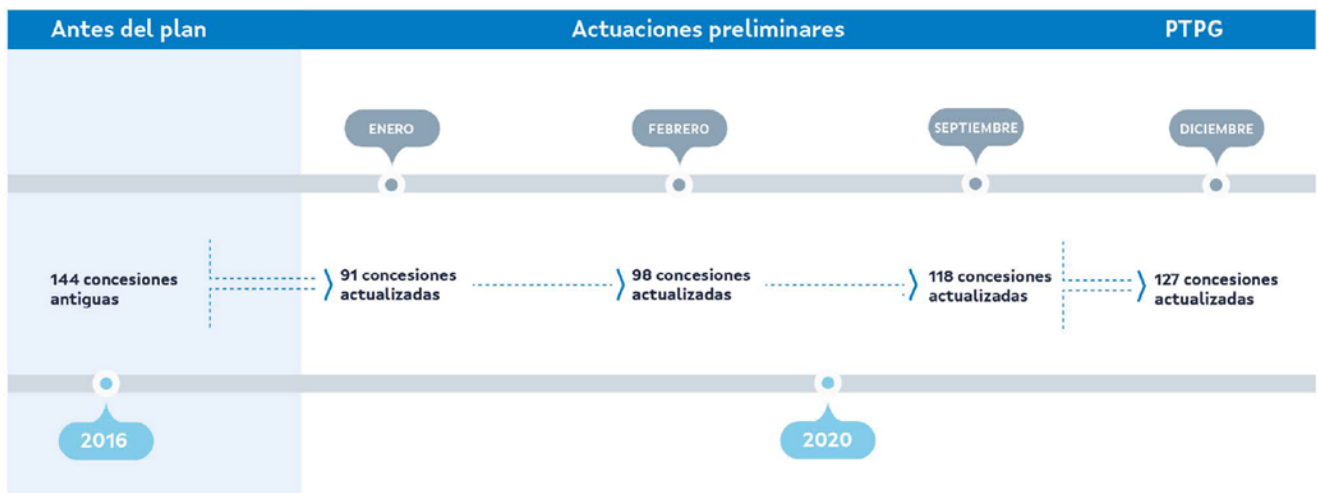 Antes del plan
Actuaciones preliminares
PTPG
ENERO
FEBRERO
SEPTIEMBRE
DICIEMBRE
144 concesiones
antiguas
91 concesiones
actualizadas
98 concesiones
actualizadas
118 concesiones
actualizadas
127 concesiones
actualizadas
2016
2020